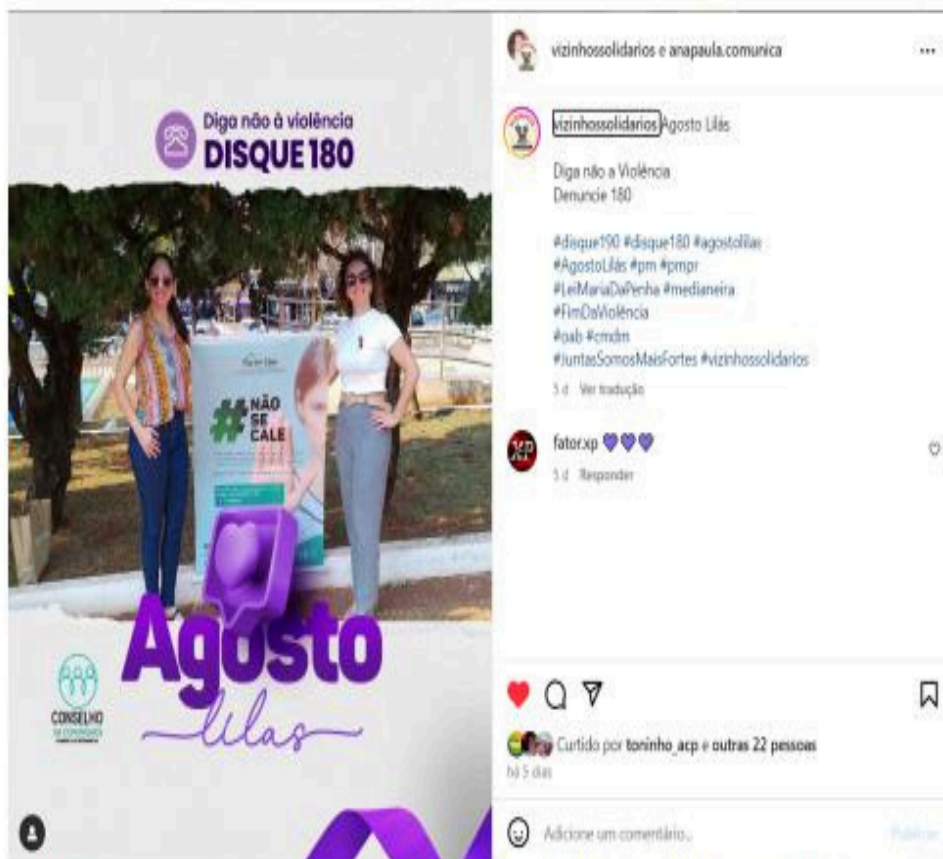 Diga não à violência
DISQUE 180
#NÃO
SE
CALE
Agosto
lilas
CONSELHO
vizinhossolidarios e anapaula.comunica
vizinhossolidarios Agosto Lilás
Diga não a Violência
Denuncie 180
#disque190 #disque180 #agostolilas
#AgostoLilás #pm #pmpr
#LeiMariaDaPenha #medianeira
#FimDaViolência
#oab #cmdm
#JuntasSomosMaisFortes #vizinhossolidarios
5 d Ver tradução
XP
fator.xp 💜💜💜
5 d Responder
Curtido por toninho_acp e outras 22 pessoas
há 5 dias
Adicione um comentário...
Publicar